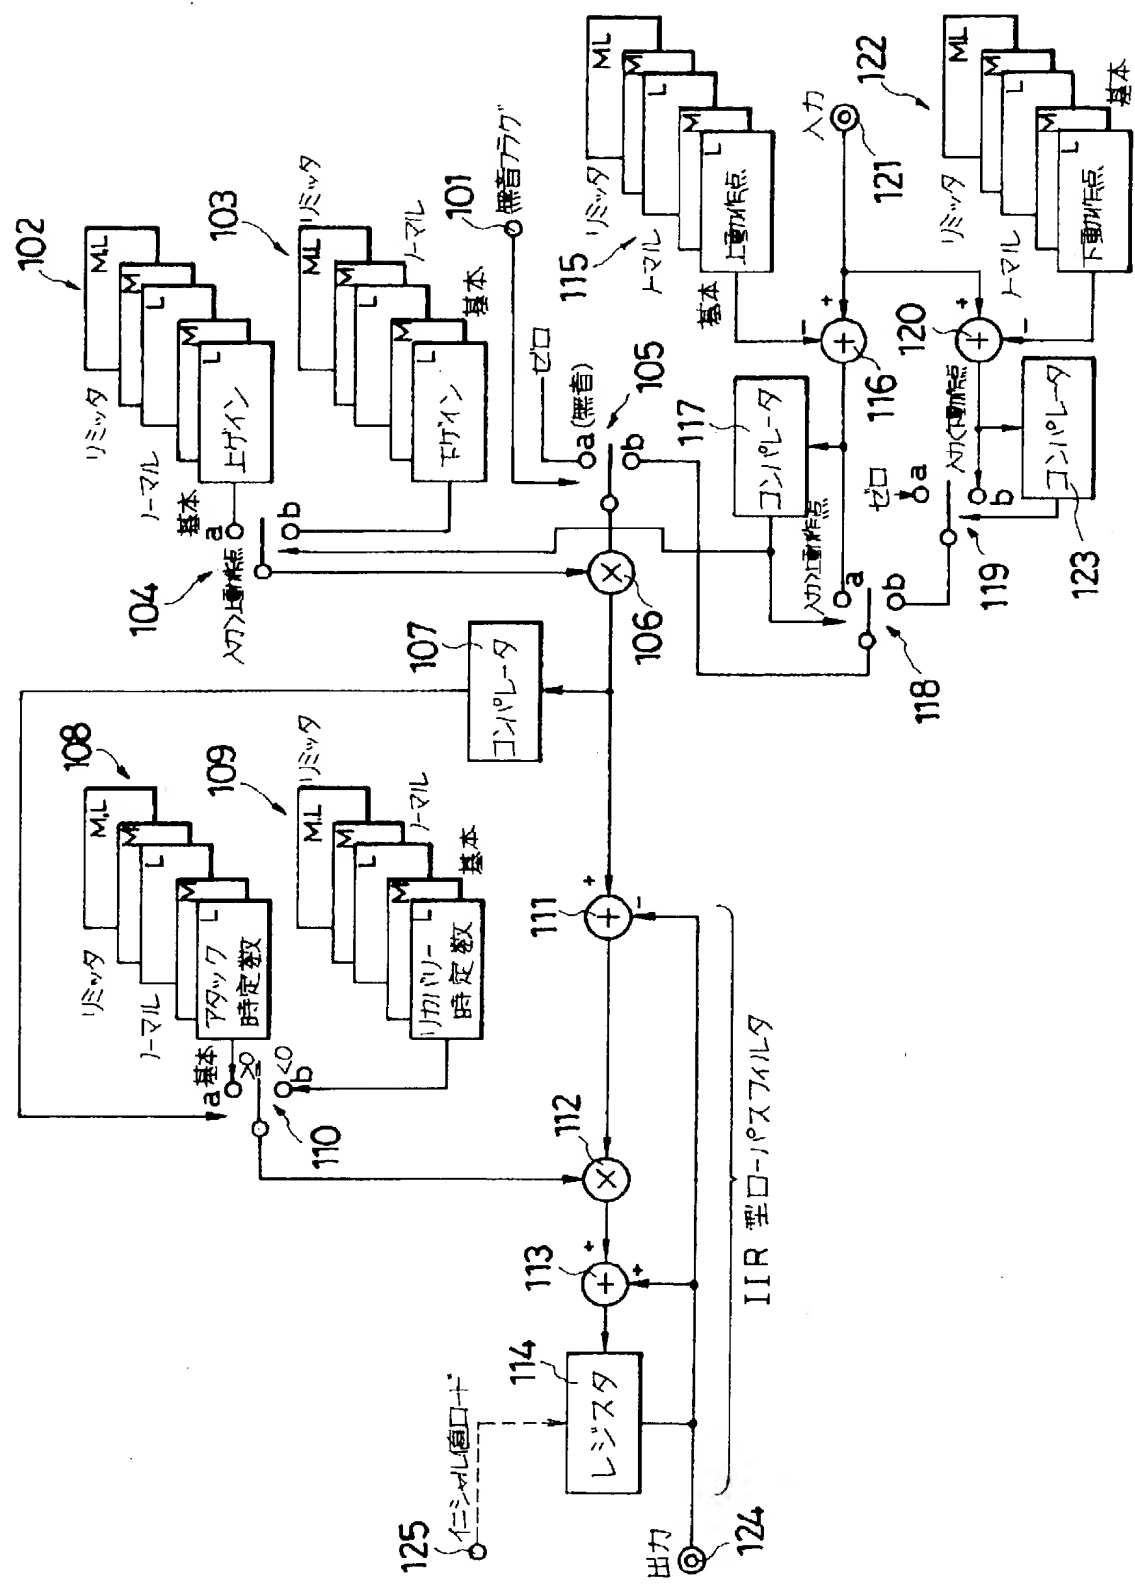 102
ML
M
L
M
L
リミッタ
ノーマル
基本
上ゲイン
103
リミッタ
ML
M
L
M
L
ノーマル
基本
下ゲイン
101
無音フラグ
ゼロ
a(無音)
b
105
104
a
b
入力>上動作点
106
107
コンパレータ
108
ML
M
L
M
L
リミッタ
ノーマル
基本
アタック
時定数
109
リミッタ
ML
M
L
M
L
ノーマル
基本
リカバリー
時定数
a
≧0
<0
b
110
111
+
-
112
113
+
+
114
レジスタ
125
イニシャル値ロード
出力
124
IIR型ローパスフィルタ
115
ML
M
L
M
L
リミッタ
ノーマル
基本
上動作点
入力
121
122
ML
M
L
M
L
リミッタ
ノーマル
基本
下動作点
+
-
116
+
-
120
117
コンパレータ
入力>上動作点
a
b
118
ゼロ
a
b
入力<下動作点
119
コンパレータ
123